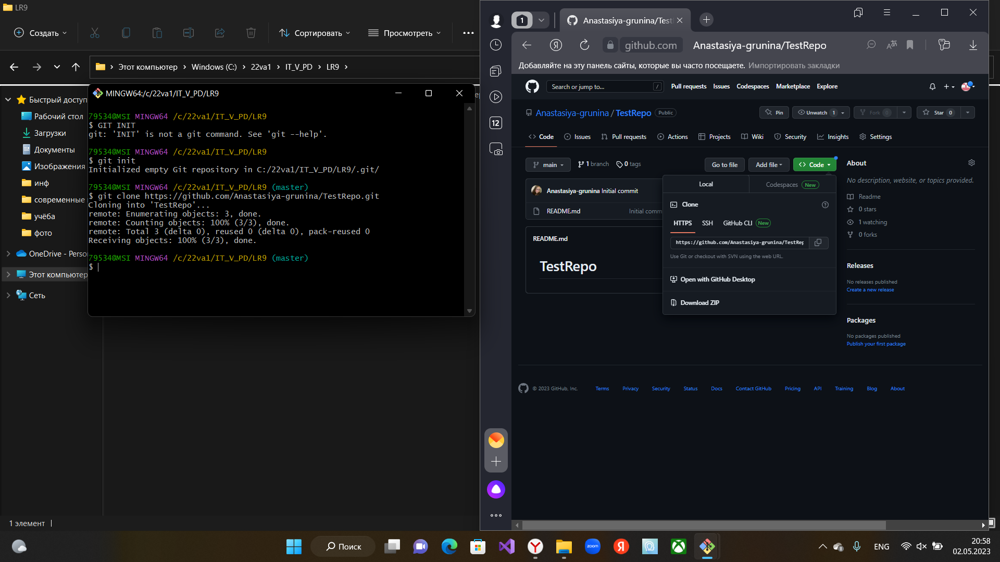 LR9
Создать
Сортировать
Просмотреть
Этот компьютер
Windows (C:)
22va1
IT_V_PD
LR9
Быстрый доступ
Рабочий стол
Загрузки
Документы
Изображения
инф
современные
учёба
фото
OneDrive - Perso
Этот компьютер
Сеть
1 элемент
MINGW64:/c/22va1/IT_V_PD/LR9
79534@MSI MINGW64 /c/22va1/IT_V_PD/LR9
$ GIT INIT
git: 'INIT' is not a git command. See 'git --help'.
79534@MSI MINGW64 /c/22va1/IT_V_PD/LR9
$ git init
Initialized empty Git repository in C:/22va1/IT_V_PD/LR9/.git/
79534@MSI MINGW64 /c/22va1/IT_V_PD/LR9 (master)
$ git clone https://github.com/Anastasiya-grunina/TestRepo.git
Cloning into 'TestRepo'...
remote: Enumerating objects: 3, done.
remote: Counting objects: 100% (3/3), done.
remote: Total 3 (delta 0), reused 0 (delta 0), pack-reused 0
Receiving objects: 100% (3/3), done.
79534@MSI MINGW64 /c/22va1/IT_V_PD/LR9 (master)
$
1
Anastasiya-grunina/Test
github.com
Anastasiya-grunina/TestRepo
Добавляйте на эту панель сайты, которые вы часто посещаете. Импортировать закладки
12
Search or jump to... /
Pull requests Issues Codespaces Marketplace Explore
Anastasiya-grunina / TestRepo Public
Pin
Unwatch 1
Fork 0
Star 0
Code Issues Pull requests Actions Projects Wiki Security Insights Settings
main
1 branch
0 tags
Go to file
Add file
Code
Anastasiya-grunina Initial commit
README.md
Initial comm
README.md
TestRepo
Local
Codespaces New
Clone
HTTPS SSH GitHub CLI New
https://github.com/Anastasiya-grunina/TestRep
Use Git or checkout with SVN using the web URL.
Open with GitHub Desktop
Download ZIP
About
No description, website, or topics provided.
Readme
0 stars
1 watching
0 forks
Releases
No releases published
Create a new release
Packages
No packages published
Publish your first package
© 2023 GitHub, Inc. Terms Privacy Security Status Docs Contact GitHub Pricing API Training Blog About
Поиск
zoom
Я
ENG
20:58
02.05.2023